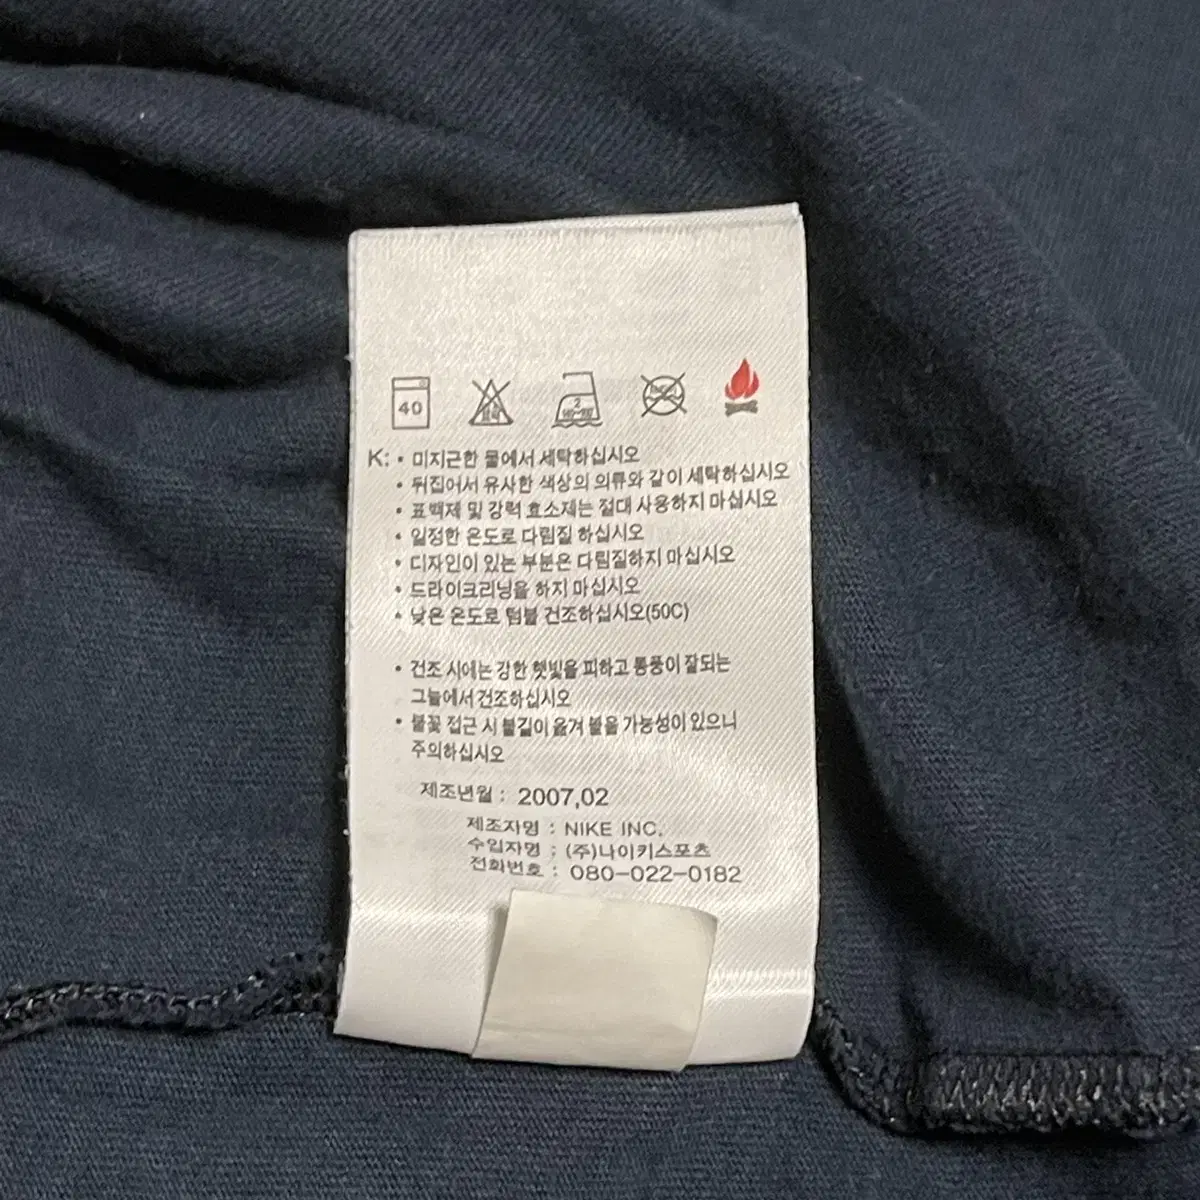 40
2
K: • 미지근한 물에서 세탁하십시오
• 뒤집어서 유사한 색상의 의류와 같이 세탁하십시오
• 표백제 및 강력 효소제는 절대 사용하지 마십시오
• 일정한 온도로 다림질 하십시오
• 디자인이 있는 부분은 다림질하지 마십시오
• 드라이크리닝을 하지 마십시오
• 낮은 온도로 텀블 건조하십시오(50C)
• 건조 시에는 강한 햇빛을 피하고 통풍이 잘되는
그늘에서 건조하십시오
• 불꽃 접근 시 불길이 옮겨 붙을 가능성이 있으니
주의하십시오
제조년월 : 2007,02
제조자명 : NIKE INC.
수입자명 : (주)나이키스포츠
전화번호 : 080-022-0182